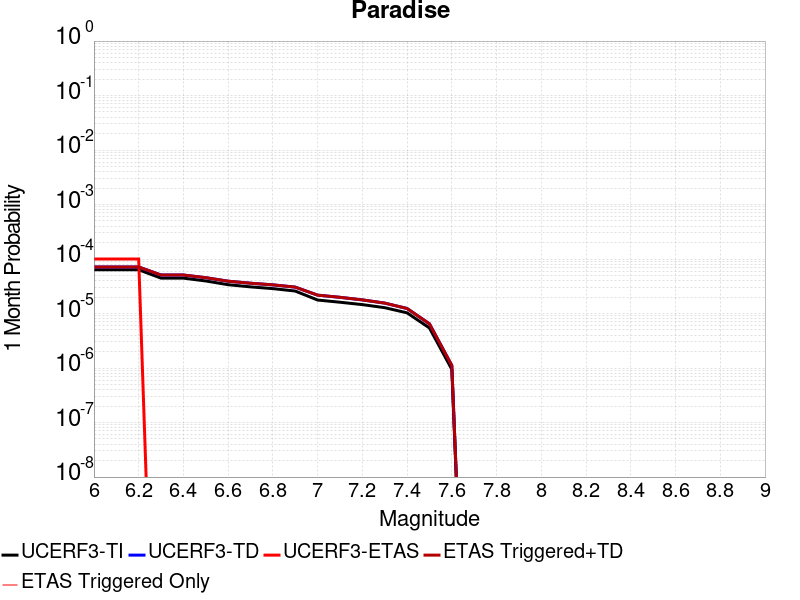 Paradise
10^0
10^-1
10^-2
10^-3
10^-4
10^-5
10^-6
10^-7
10^-8
1 Month Probability
6 6.2 6.4 6.6 6.8 7 7.2 7.4 7.6 7.8 8 8.2 8.4 8.6 8.8 9
Magnitude
UCERF3-TI UCERF3-TD UCERF3-ETAS ETAS Triggered+TD
ETAS Triggered Only